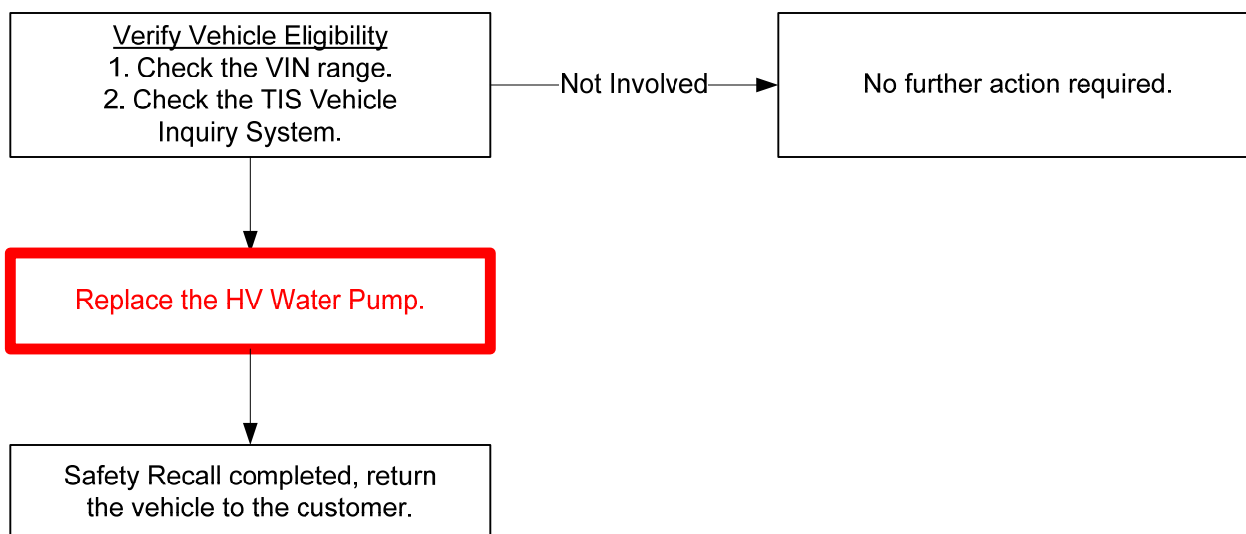 Verify Vehicle Eligibility
1. Check the VIN range.
2. Check the TIS Vehicle
Inquiry System.
Not Involved
No further action required.
Replace the HV Water Pump.
Safety Recall completed, return
the vehicle to the customer.